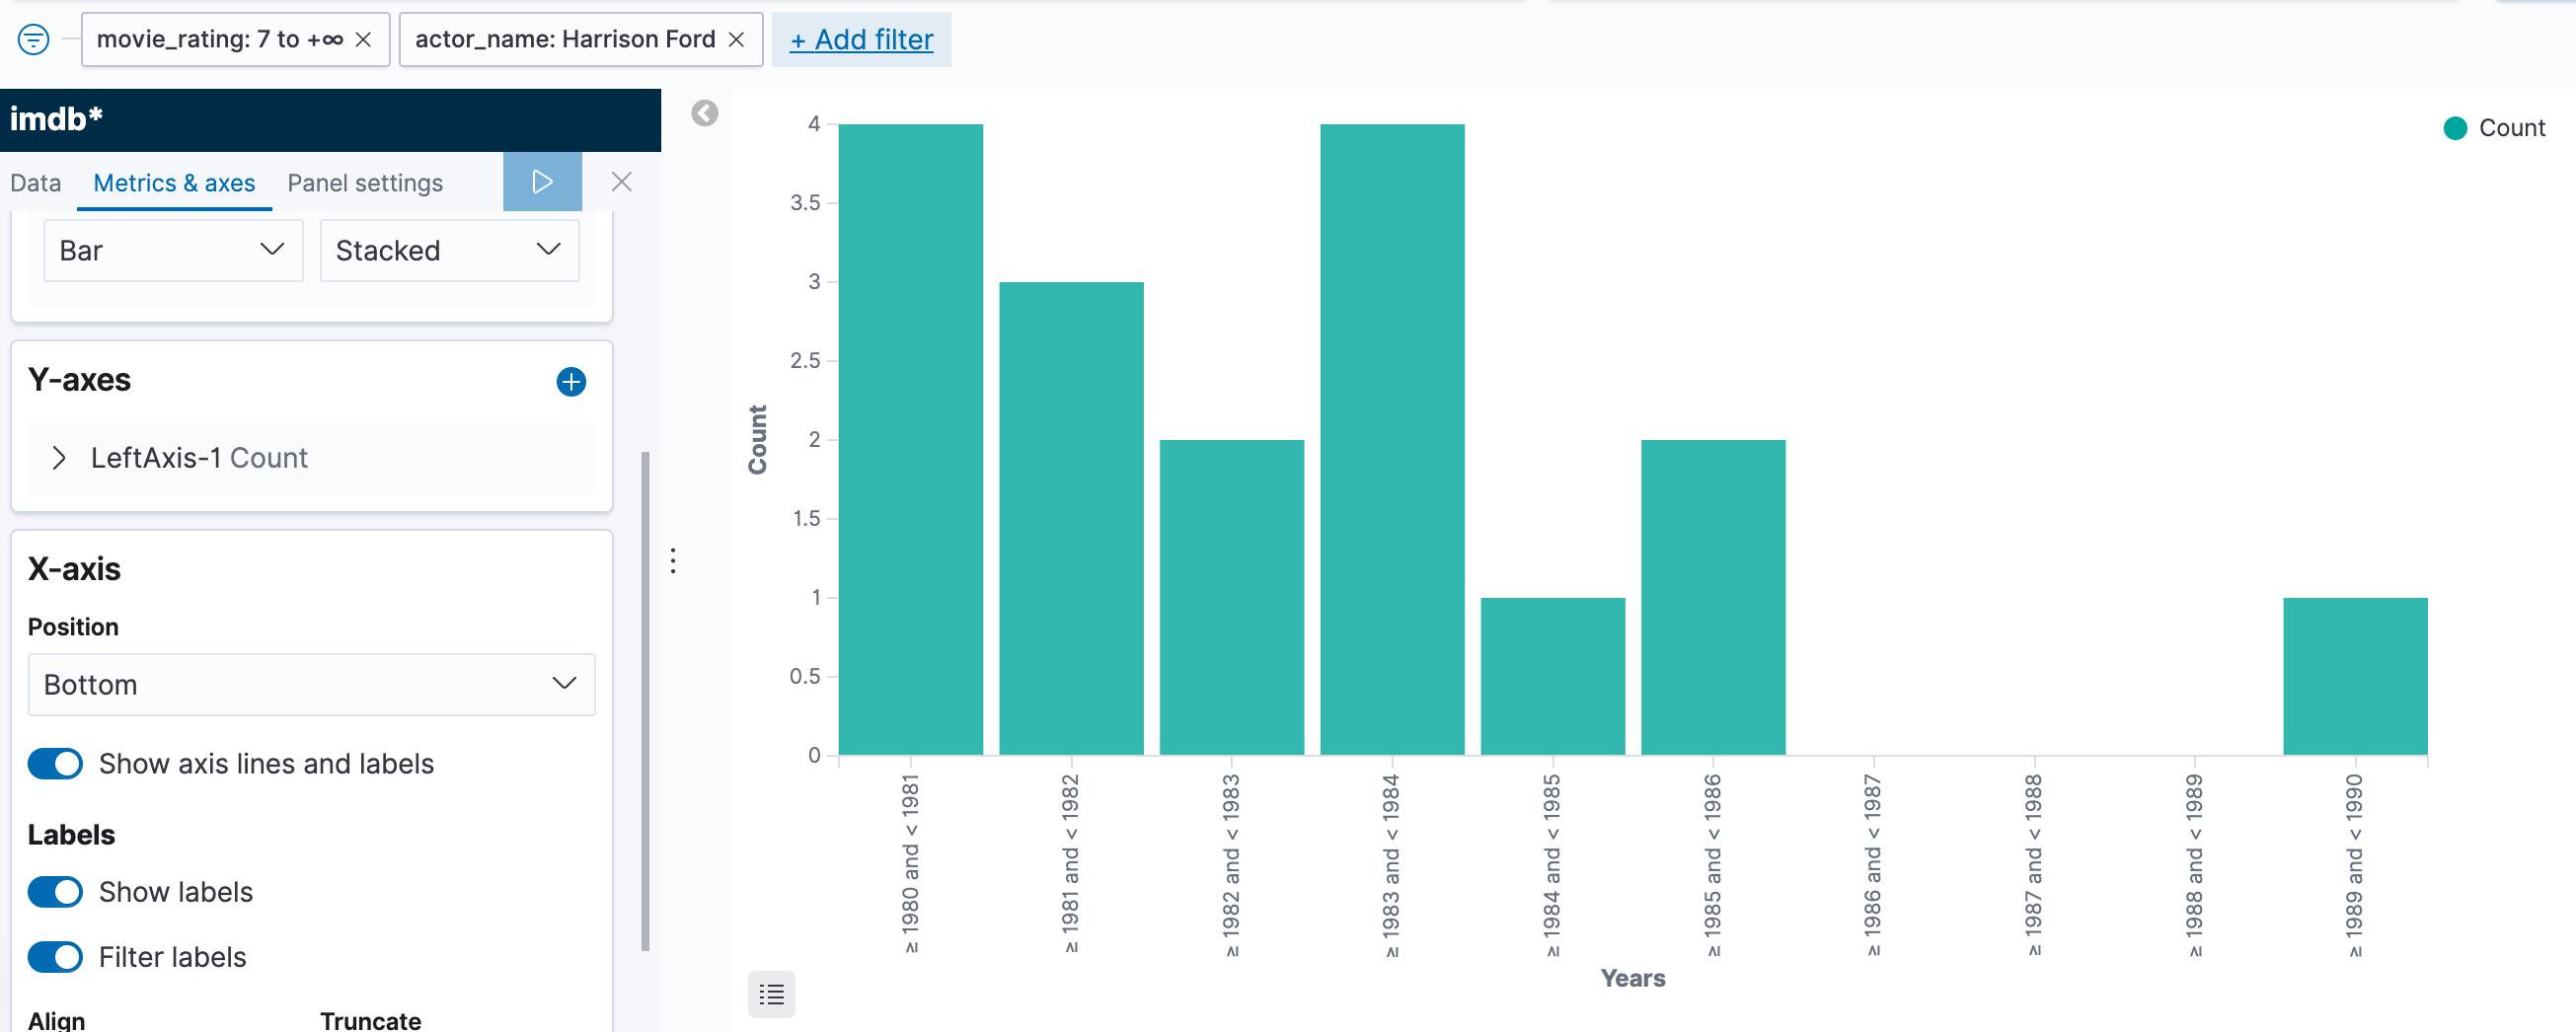 movie_rating: 7 to +∞ ×
actor_name: Harrison Ford ×
+ Add filter
imdb*
Data
Metrics & axes
Panel settings
Bar
Stacked
Y-axes
LeftAxis-1 Count
X-axis
Position
Bottom
Show axis lines and labels
Labels
Show labels
Filter labels
Align
Truncate
Count
4
3.5
3
2.5
2
1.5
1
0.5
0
Count
≥ 1980 and < 1981
≥ 1981 and < 1982
≥ 1982 and < 1983
≥ 1983 and < 1984
≥ 1984 and < 1985
≥ 1985 and < 1986
≥ 1986 and < 1987
≥ 1987 and < 1988
≥ 1988 and < 1989
≥ 1989 and < 1990
Years